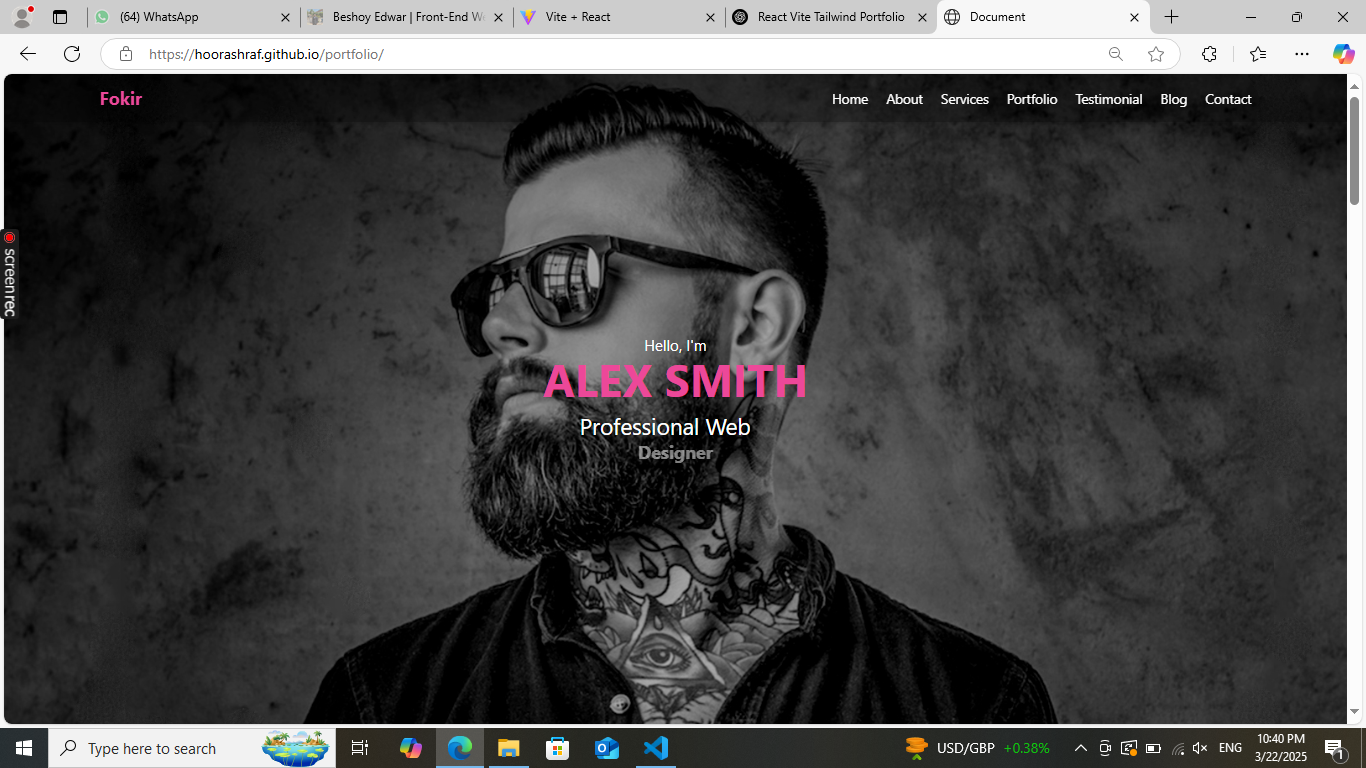 (64) WhatsApp
Beshoy Edwar | Front-End We
Vite + React
React Vite Tailwind Portfolio
Document
https://hoorashraf.github.io/portfolio/
Fokir
Home About Services Portfolio Testimonial Blog Contact
screenrec
Hello, I'm
ALEX SMITH
Professional Web
Designer
Type here to search
USD/GBP +0.38%
ENG
10:40 PM
3/22/2025
1